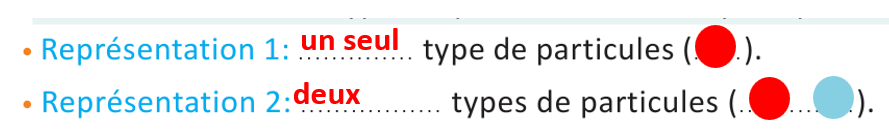 • Représentation 1: un seul type de particules (...).
• Représentation 2: deux types de particules (...).